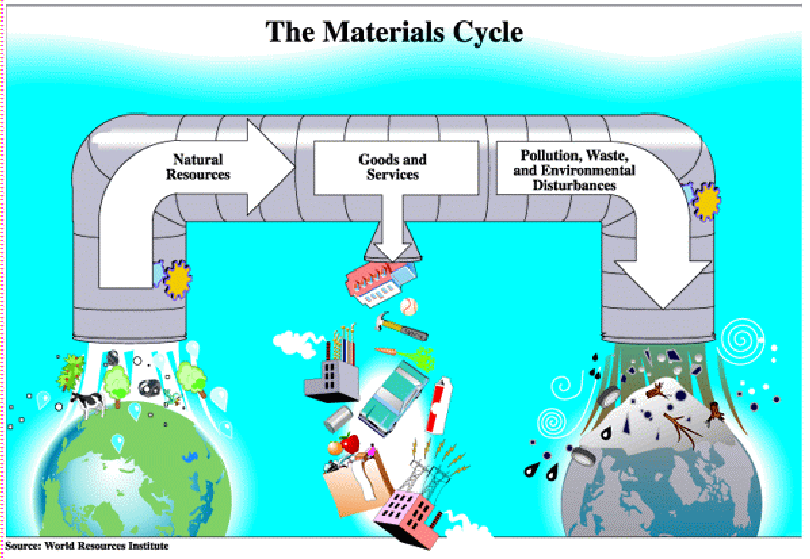 The Materials Cycle
Natural
Resources
Goods and
Services
Pollution, Waste,
and Environmental
Disturbances
Source: World Resources Institute